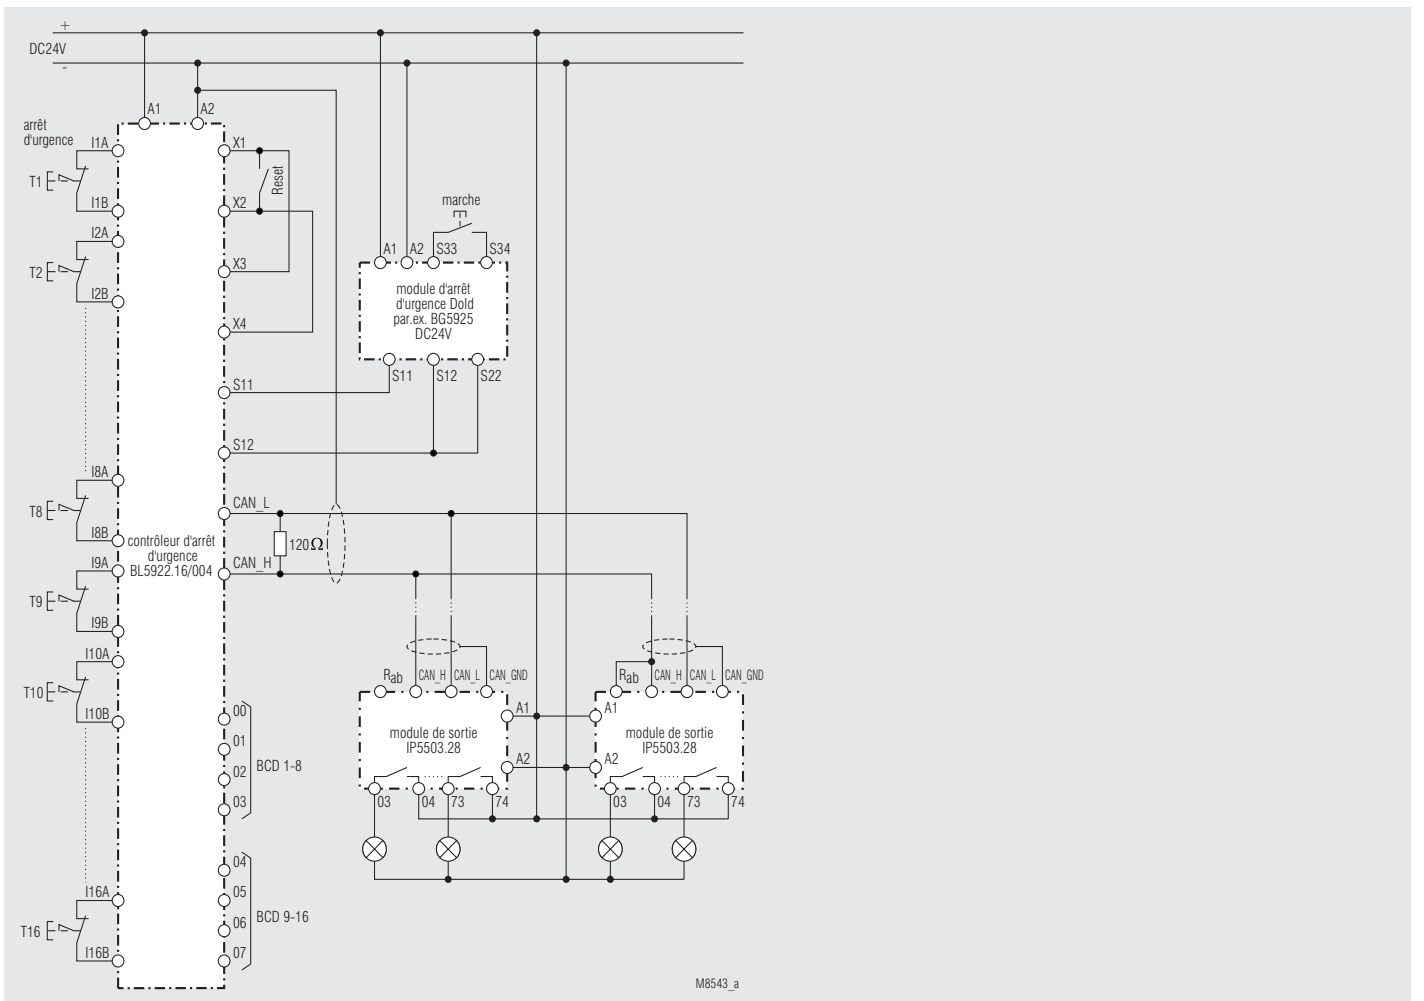 +
DC24V
-
A1
A2
arrêt
d'urgence
I1A
T1
I1B
I2A
T2
I2B
I8A
T8
I8B
I9A
T9
I9B
I10A
T10
I10B
I16A
T16
I16B
contrôleur d'arrêt
d'urgence
BL5922.16/004
X1
Reset
X2
X3
X4
S11
S12
CAN_L
120Ω
CAN_H
00
01
02
03
BCD 1-8
04
05
06
07
BCD 9-16
marche
A1
A2
S33
S34
module d'arrêt
d'urgence Dold
par.ex. BG5925
DC24V
S11
S12
S22
Rab
CAN_H
CAN_L
CAN_GND
A1
module de sortie
IP5503.28
A2
03
04
73
74
Rab
CAN_H
CAN_L
CAN_GND
A1
module de sortie
IP5503.28
A2
03
04
73
74
M8543_a